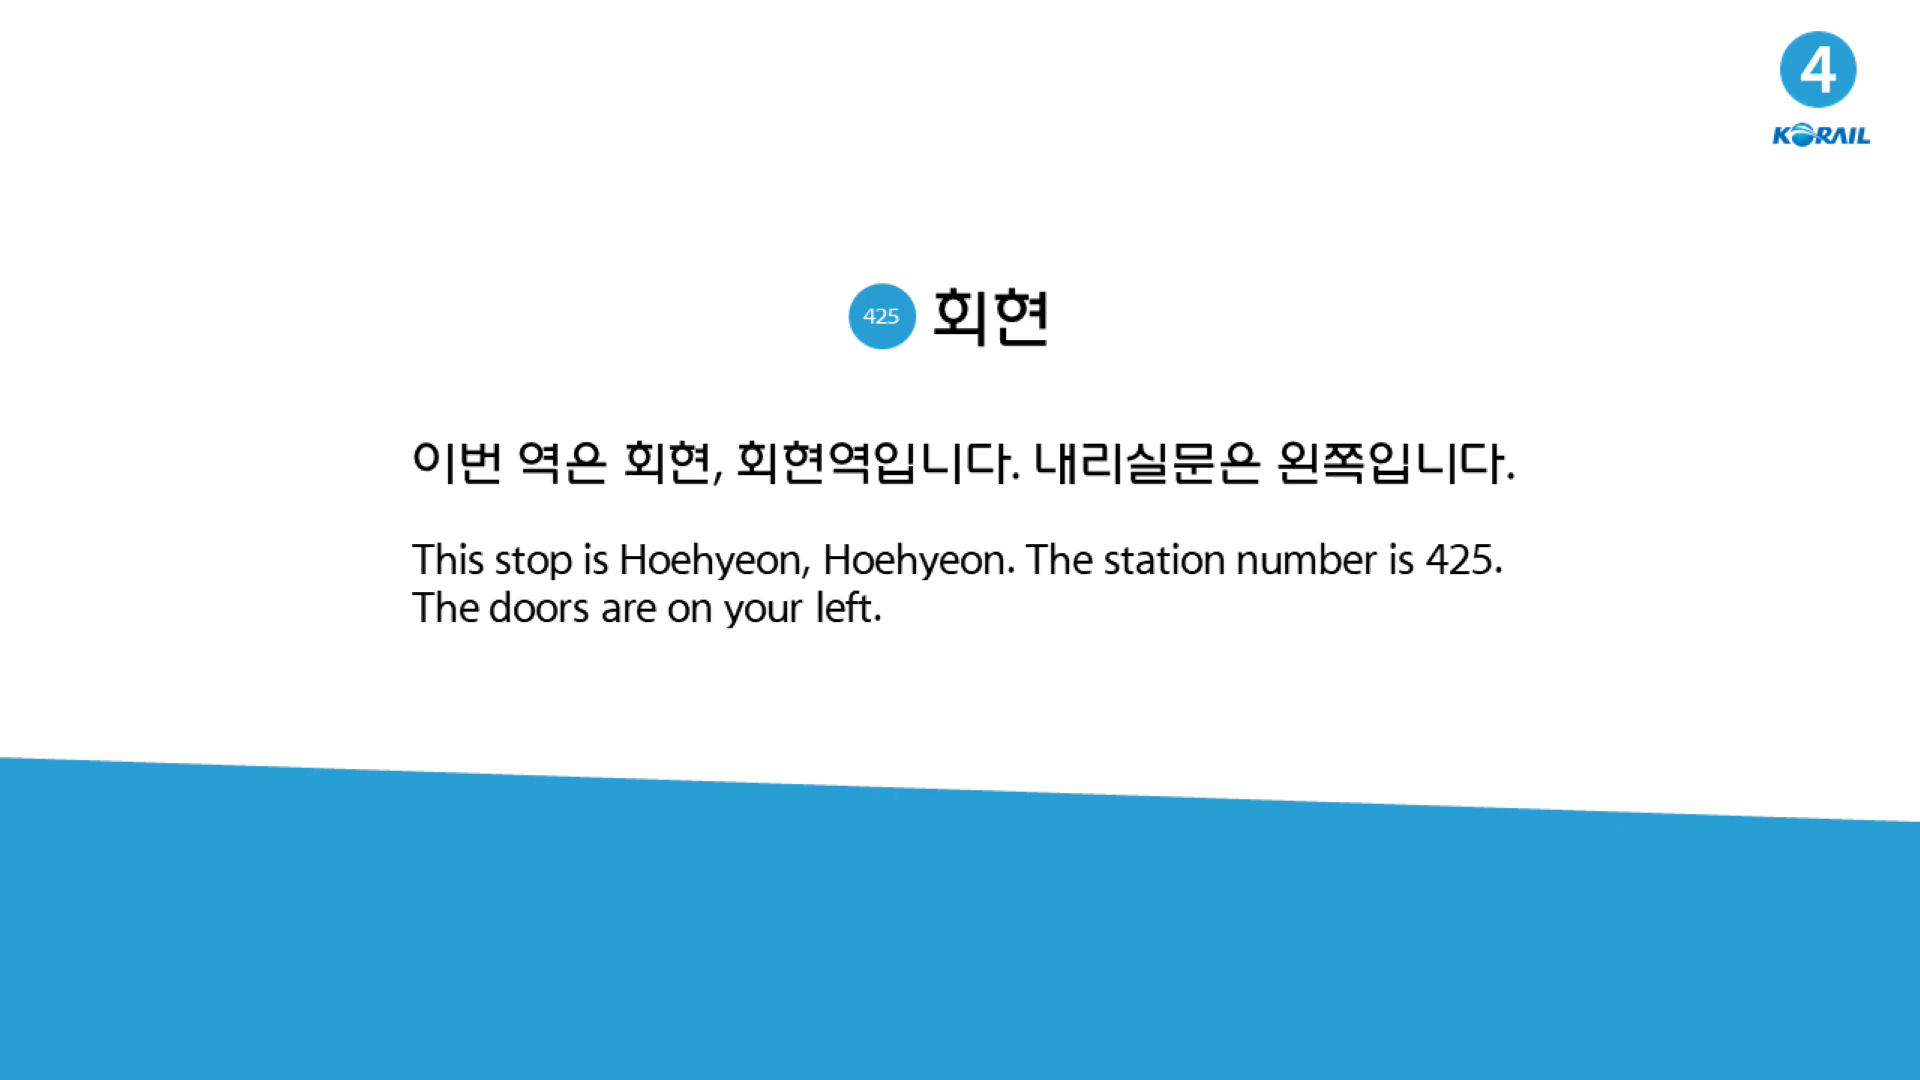 4
KORAIL
425 회현
이번 역은 회현, 회현역입니다. 내리실문은 왼쪽입니다.
This stop is Hoehyeon, Hoehyeon. The station number is 425.
The doors are on your left.